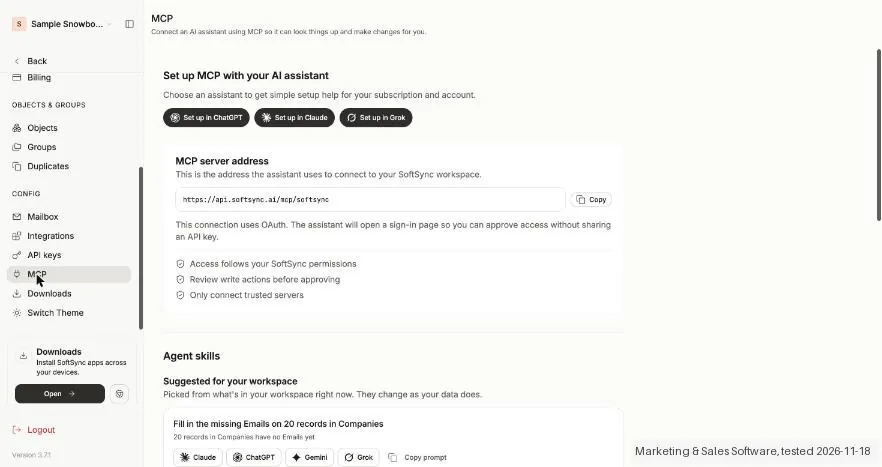 S Sample Snowbo...
Back
Billing
OBJECTS & GROUPS
Objects
Groups
Duplicates
CONFIG
Mailbox
Integrations
API keys
MCP
Downloads
Switch Theme
Downloads
Install SoftSync apps across
your devices.
Open →
Logout
Version 3.7.1
MCP
Connect an AI assistant using MCP so it can look things up and make changes for you.
Set up MCP with your AI assistant
Choose an assistant to get simple setup help for your subscription and account.
Set up in ChatGPT Set up in Claude Set up in Grok
MCP server address
This is the address the assistant uses to connect to your SoftSync workspace.
https://api.softsync.ai/mcp/softsync Copy
This connection uses OAuth. The assistant will open a sign-in page so you can approve access without sharing
an API key.
Access follows your SoftSync permissions
Review write actions before approving
Only connect trusted servers
Agent skills
Suggested for your workspace
Picked from what's in your workspace right now. They change as your data does.
Fill in the missing Emails on 20 records in Companies
20 records in Companies have no Emails yet
Claude ChatGPT Gemini Grok Copy prompt
Marketing & Sales Software, tested 2026-11-18